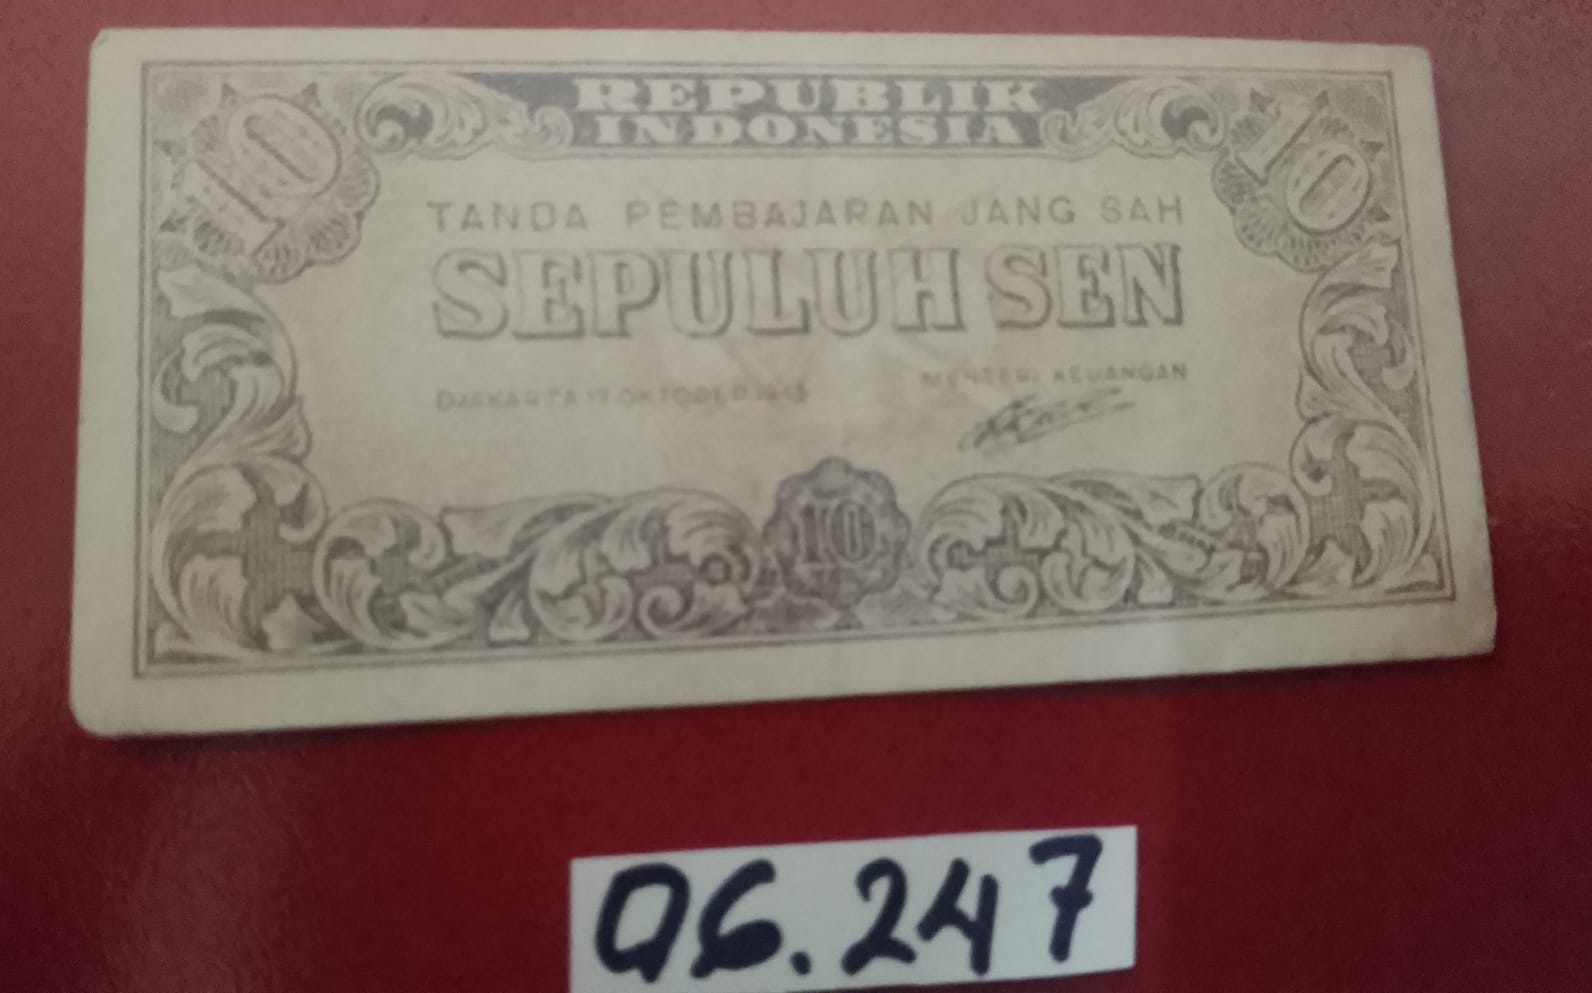 REPUBLIK
INDONESIA
10
10
TANDA PEMBAJARAN JANG SAH
SEPULUH SEN
DJAKARTA 17 OKTOBER 1945
MENTERI KEUANGAN
10
06.247